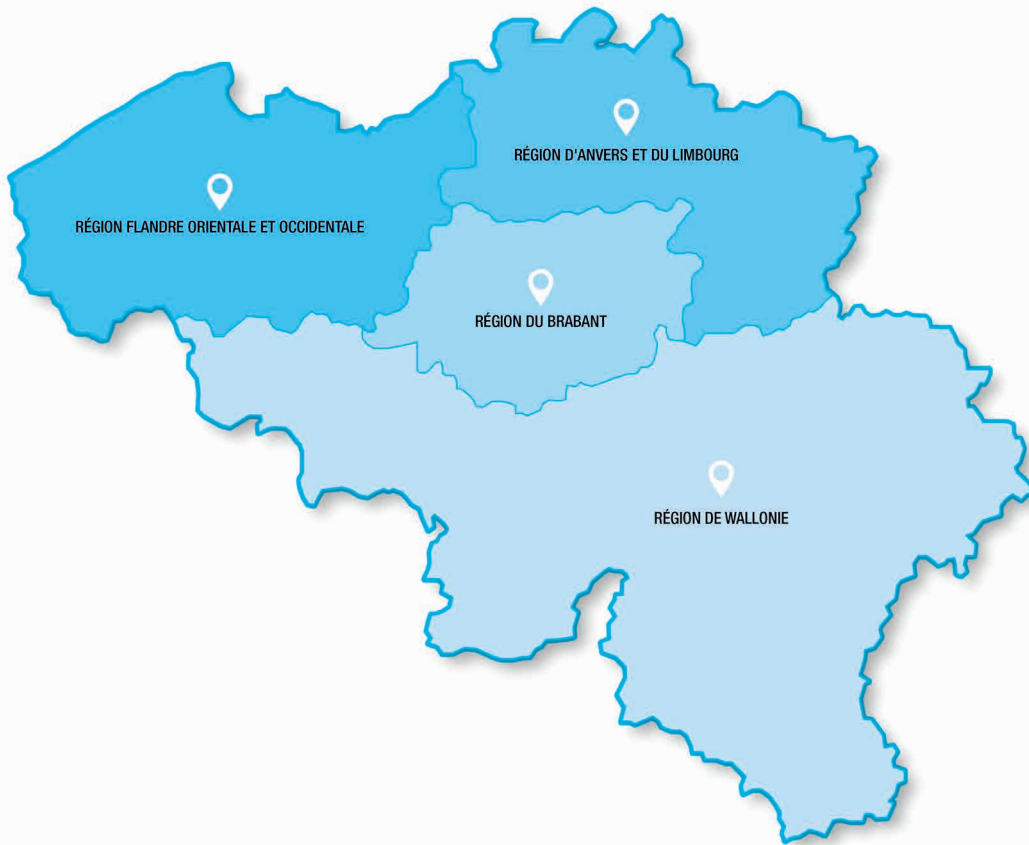 RÉGION D'ANVERS ET DU LIMBOURG
RÉGION FLANDRE ORIENTALE ET OCCIDENTALE
RÉGION DU BRABANT
RÉGION DE WALLONIE